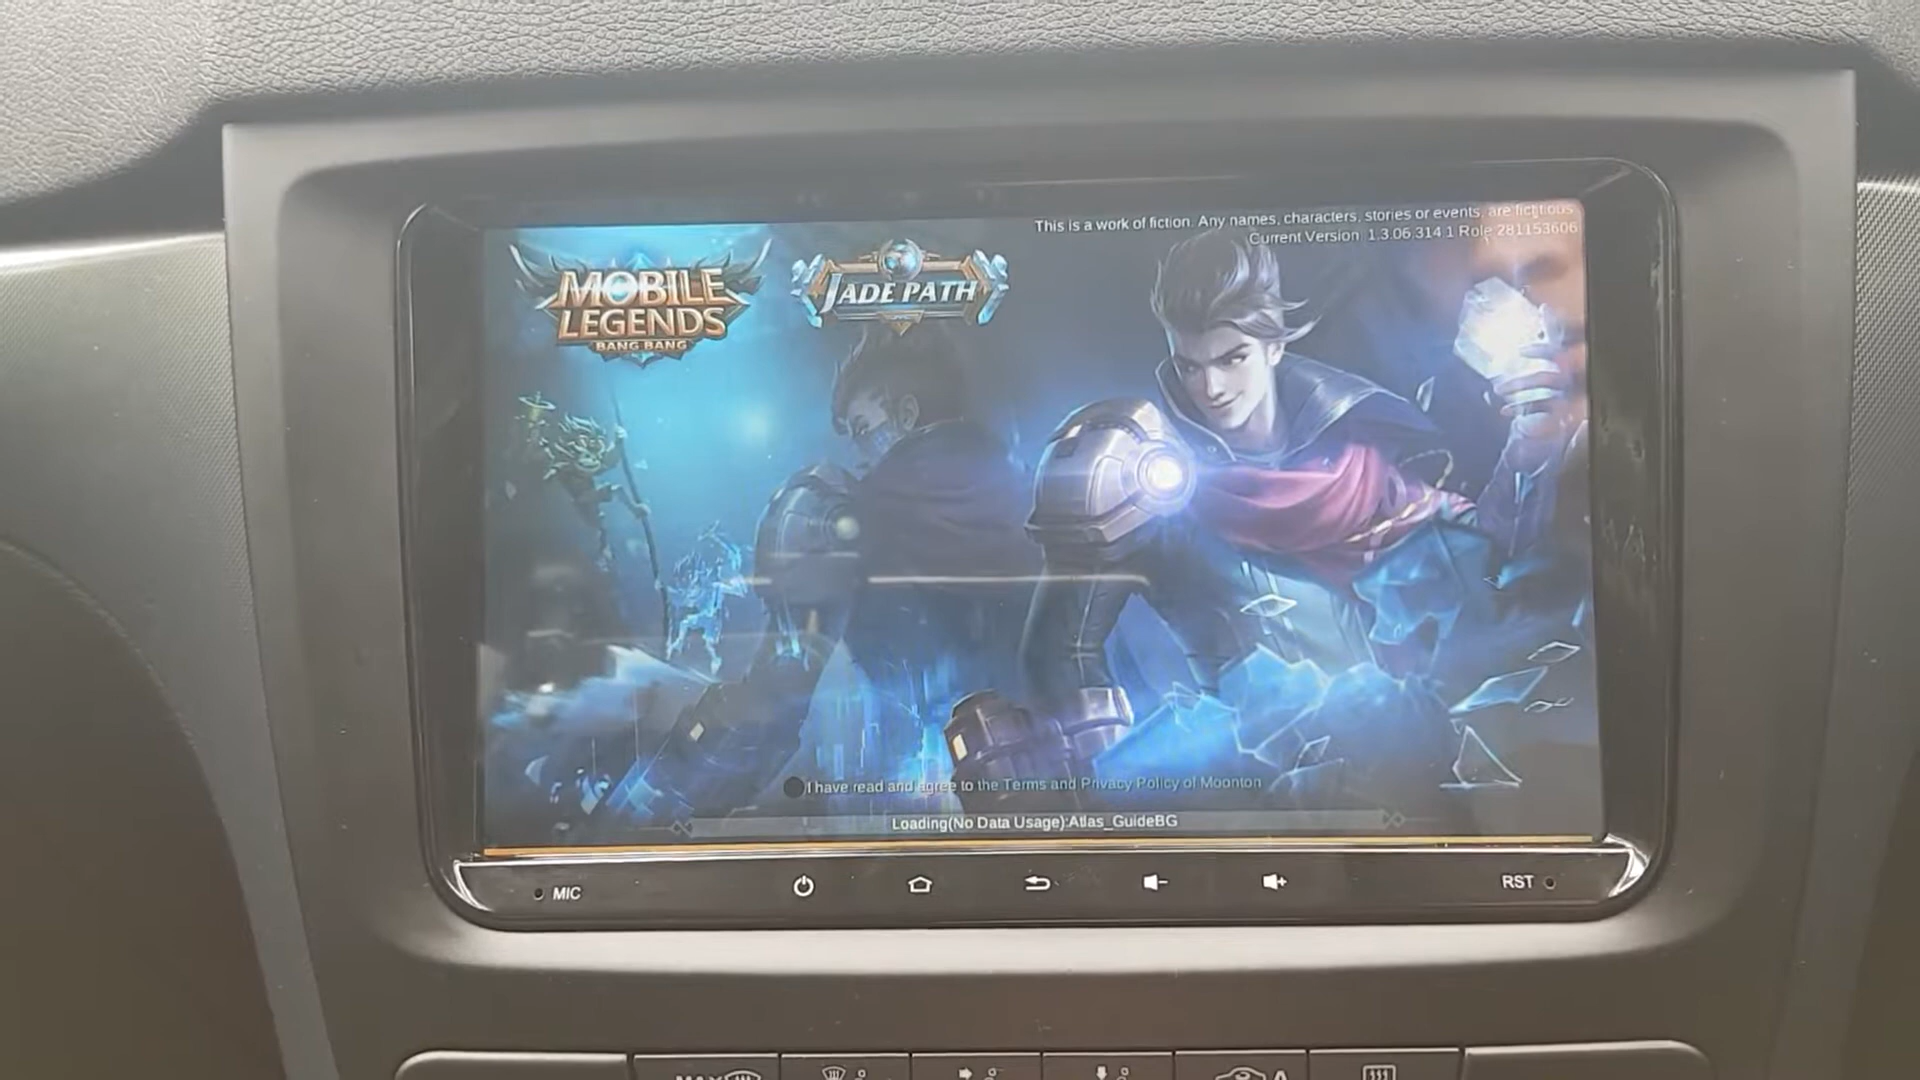 This is a work of fiction. Any names, characters, stories or events, are fictitious
Current Version 1.3.06.314.1 Role 281153606
MOBILE
LEGENDS
BANG BANG
JADE PATH
I have read and agree to the Terms and Privacy Policy of Moonton
Loading(No Data Usage):Atlas_GuideBG
MIC
RST
MAX
A